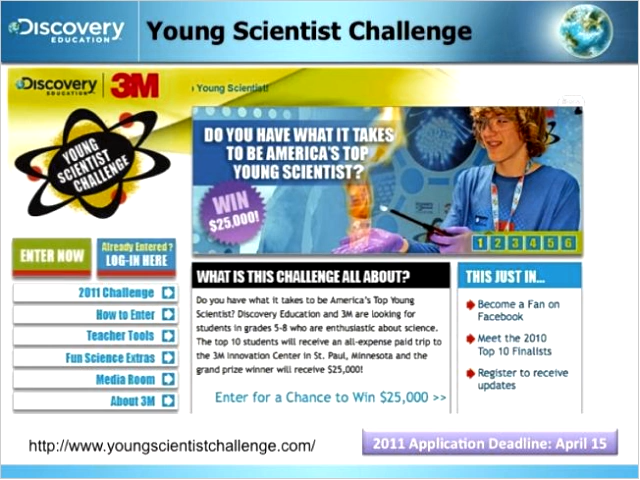 Discovery
EDUCATION
Young Scientist Challenge
Discovery
EDUCATION
3M
YOUNG
SCIENTIST
CHALLENGE
› Young Scientist!
DO YOU HAVE WHAT IT TAKES
TO BE AMERICA'S TOP
YOUNG SCIENTIST?
WIN
$25,000!
1 2 3 4 5 6
ENTER NOW
Already Entered?
LOG-IN HERE
2011 Challenge
How to Enter
Teacher Tools
Fun Science Extras
Media Room
About 3M
WHAT IS THIS CHALLENGE ALL ABOUT?
Do you have what it takes to be America's Top Young
Scientist? Discovery Education and 3M are looking for
students in grades 5-8 who are enthusiastic about science.
The top 10 students will receive an all-expense paid trip to
the 3M Innovation Center in St. Paul, Minnesota and the
grand prize winner will receive $25,000!
Enter for a Chance to Win $25,000 >>
THIS JUST IN...
Become a Fan on
Facebook
Meet the 2010
Top 10 Finalists
Register to receive
updates
http://www.youngscientistchallenge.com/
2011 Application Deadline: April 15